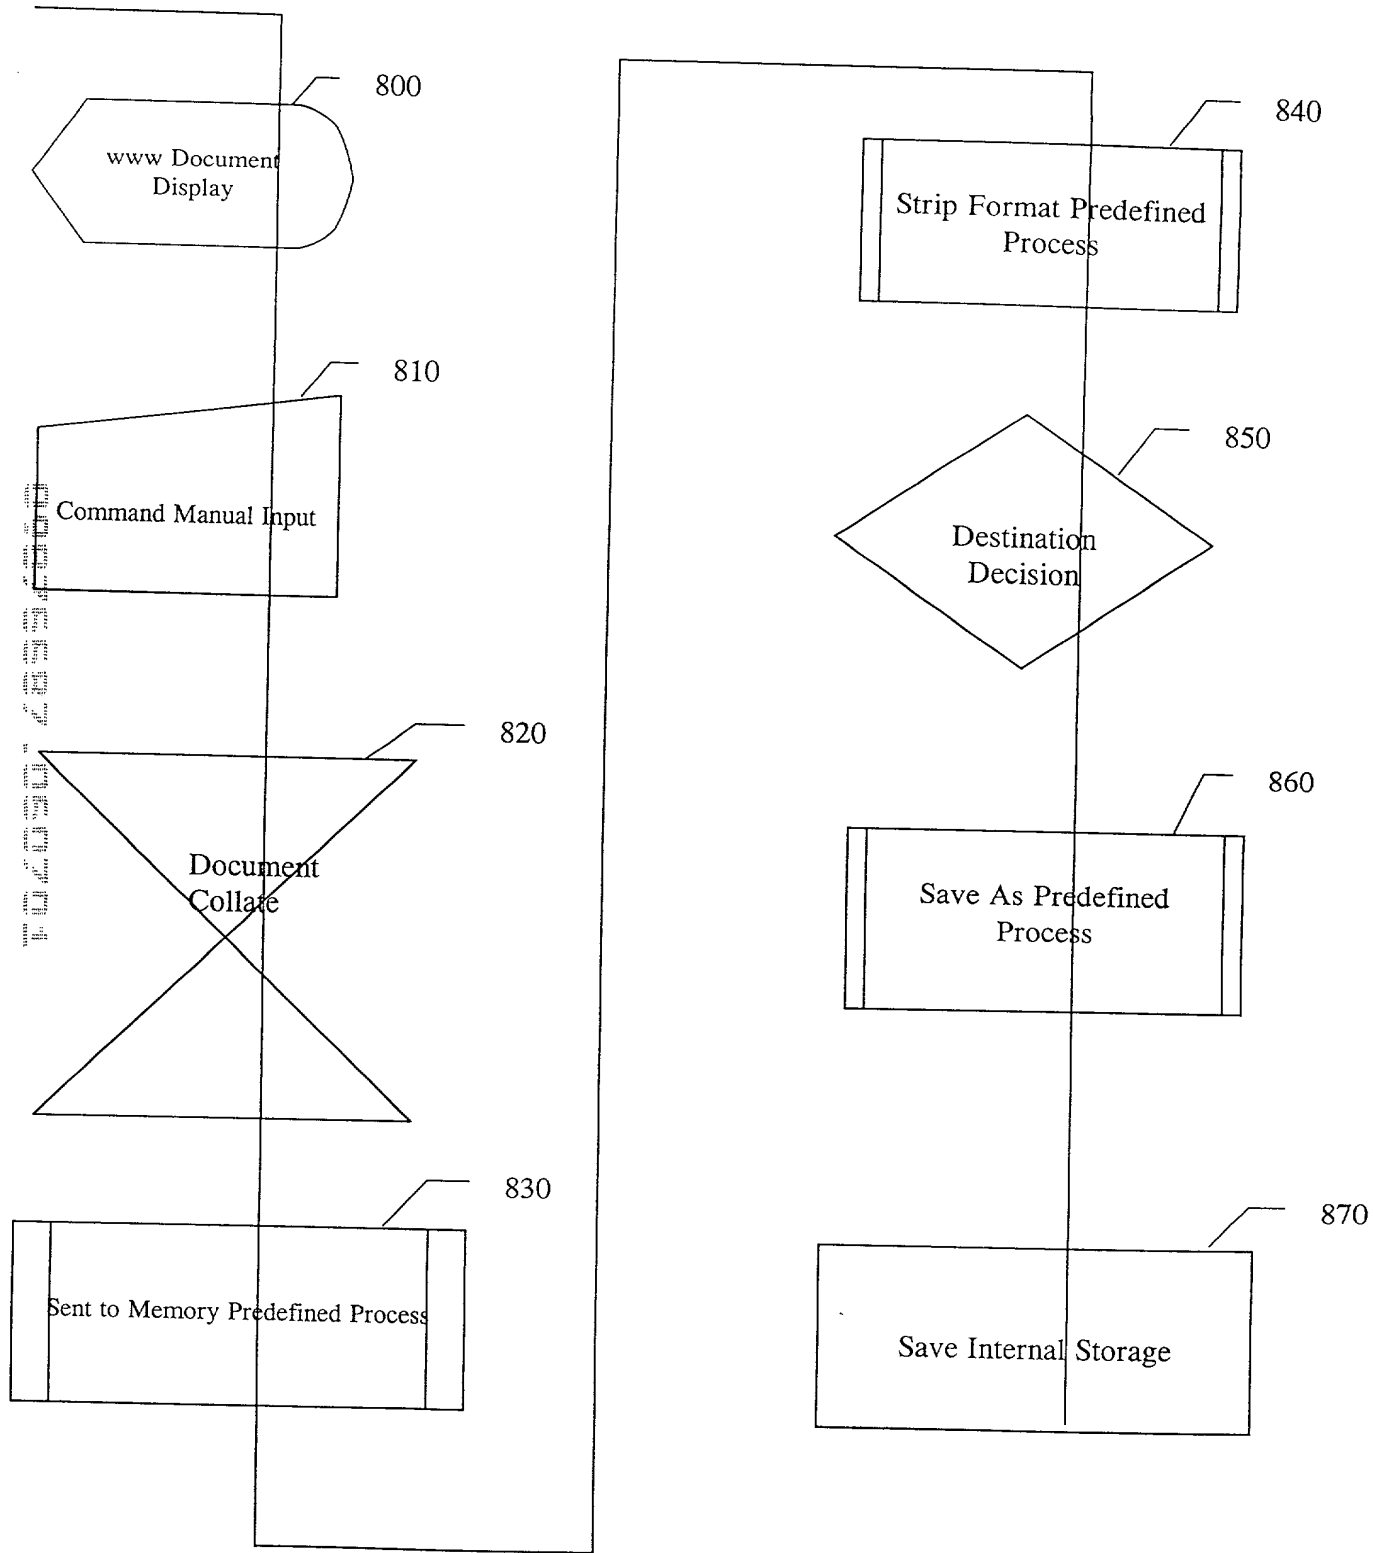 800
www Document
Display
810
Command Manual Input
820
Document
Collate
830
Sent to Memory Predefined Process
840
Strip Format Predefined
Process
850
Destination
Decision
860
Save As Predefined
Process
870
Save Internal Storage